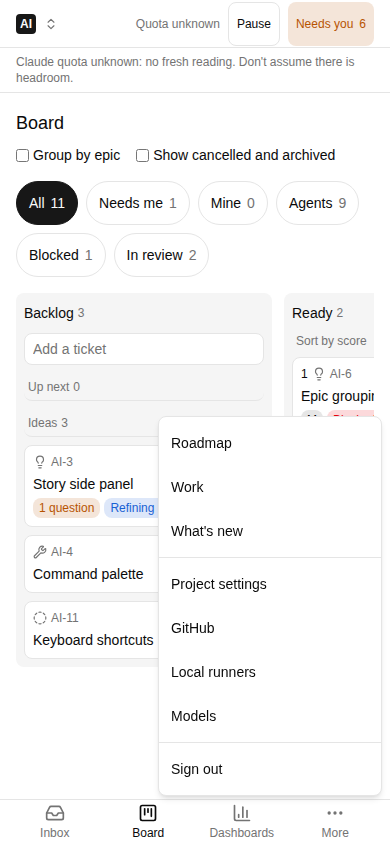 AI
Quota unknown
Pause
Needs you 6
Claude quota unknown: no fresh reading. Don't assume there is
headroom.
Board
Group by epic
Show cancelled and archived
All 11
Needs me 1
Mine 0
Agents 9
Blocked 1
In review 2
Backlog 3
Add a ticket
Up next 0
Ideas 3
AI-3
Story side panel
1 question
Refining
AI-4
Command palette
AI-11
Keyboard shortcuts
Ready 2
Sort by score
1 AI-6
Roadmap
Work
What's new
Project settings
GitHub
Local runners
Models
Sign out
Inbox
Board
Dashboards
More